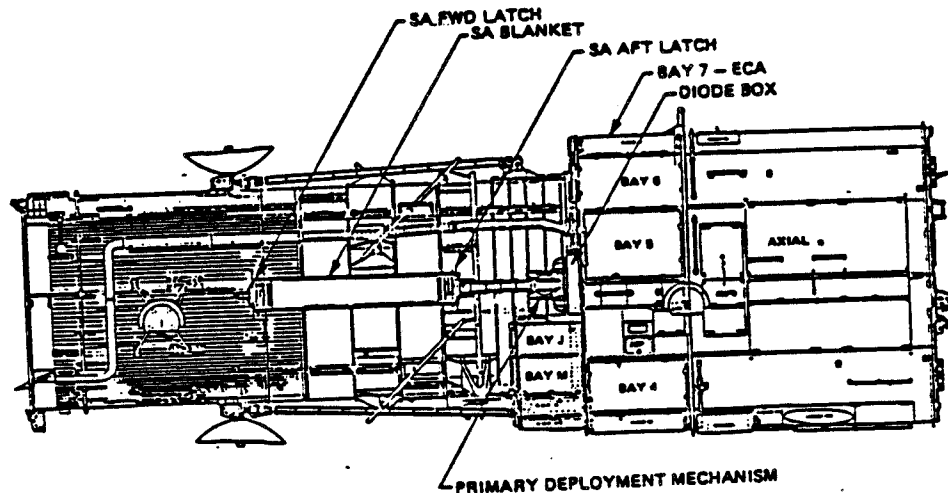 SA FWD LATCH
SA BLANKET
SA AFT LATCH
BAY 7 - ECA
DIODE BOX
BAY 6
BAY 5
AXIAL
BAY J
BAY M
BAY 4
PRIMARY DEPLOYMENT MECHANISM